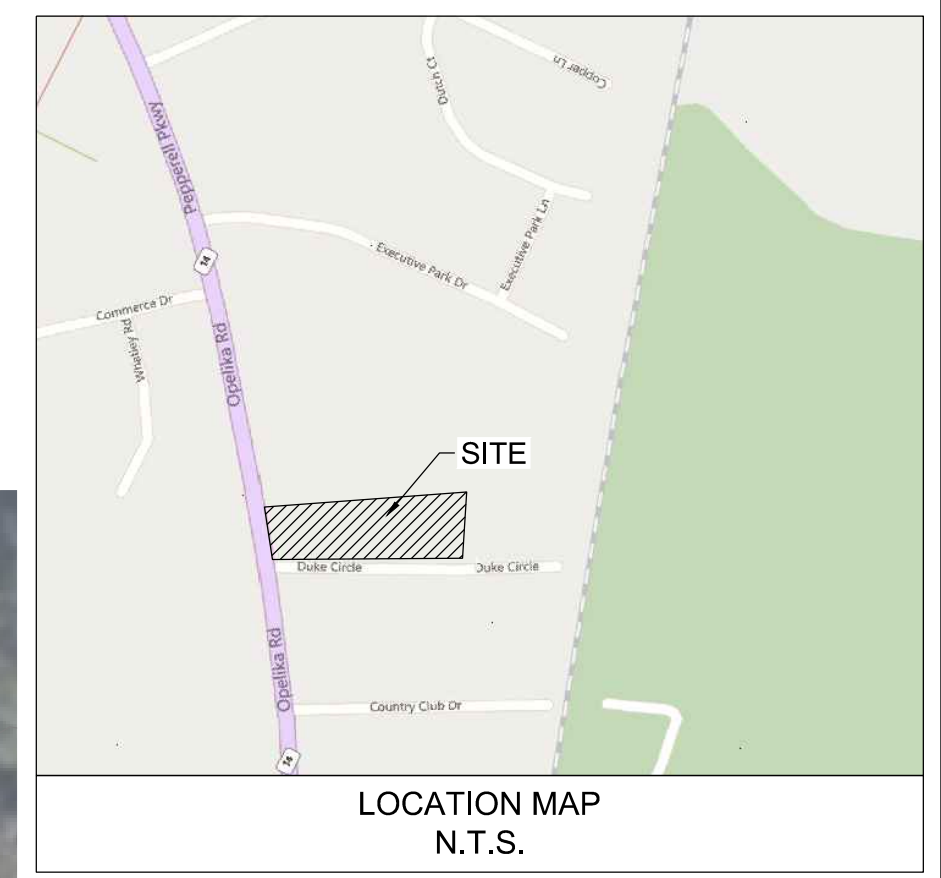 Copper Ln
Dutch Ct
Pepperell Pkwy
Executive Park Ln
14
Executive Park Dr
Commerce Dr
Whatley Rd
Opelika Rd
SITE
Duke Circle
Duke Circle
Opelika Rd
Country Club Dr
14
LOCATION MAP
N.T.S.